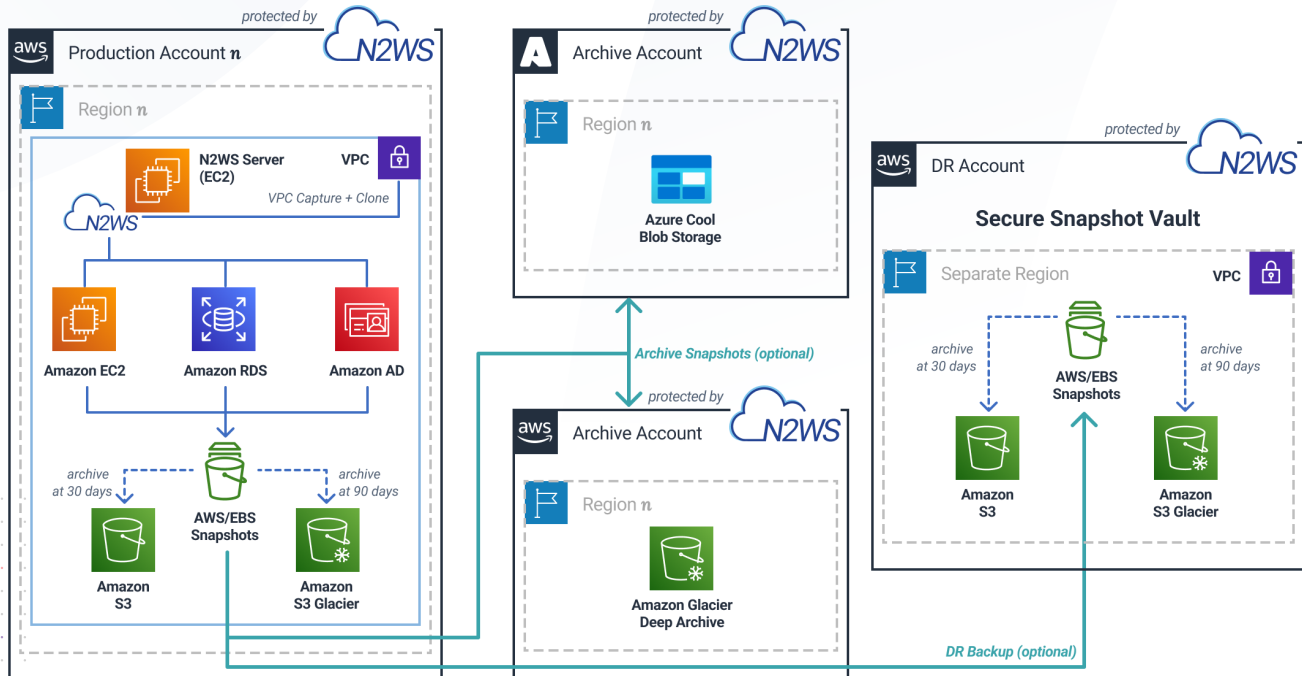 protected by
N2WS
aws
Production Account n
Region n
N2WS Server
(EC2)
VPC
VPC Capture + Clone
N2WS
Amazon EC2
Amazon RDS
Amazon AD
archive
at 30 days
archive
at 90 days
AWS/EBS
Snapshots
Amazon
S3
Amazon
S3 Glacier
protected by
N2WS
Archive Account
Region n
Azure Cool
Blob Storage
Archive Snapshots (optional)
protected by
N2WS
aws
Archive Account
Region n
Amazon Glacier
Deep Archive
protected by
N2WS
aws
DR Account
Secure Snapshot Vault
Separate Region
VPC
archive
at 30 days
archive
at 90 days
AWS/EBS
Snapshots
Amazon
S3
Amazon
S3 Glacier
DR Backup (optional)